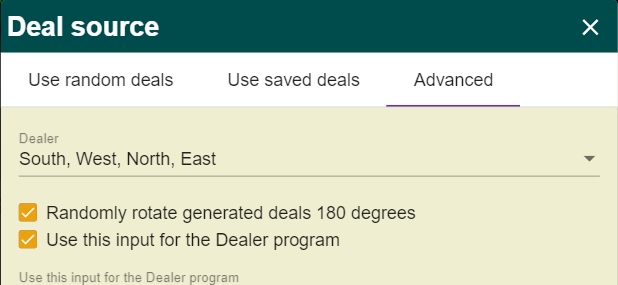 Deal source
Use random deals Use saved deals Advanced
Dealer
South, West, North, East
Randomly rotate generated deals 180 degrees
Use this input for the Dealer program
Use this input for the Dealer program